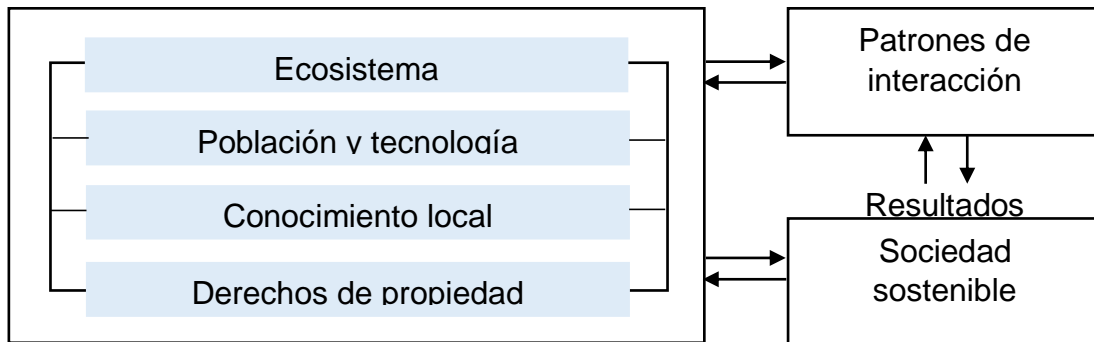 Ecosistema
Población y tecnología
Conocimiento local
Derechos de propiedad
Patrones de
interacción
Resultados
Sociedad
sostenible